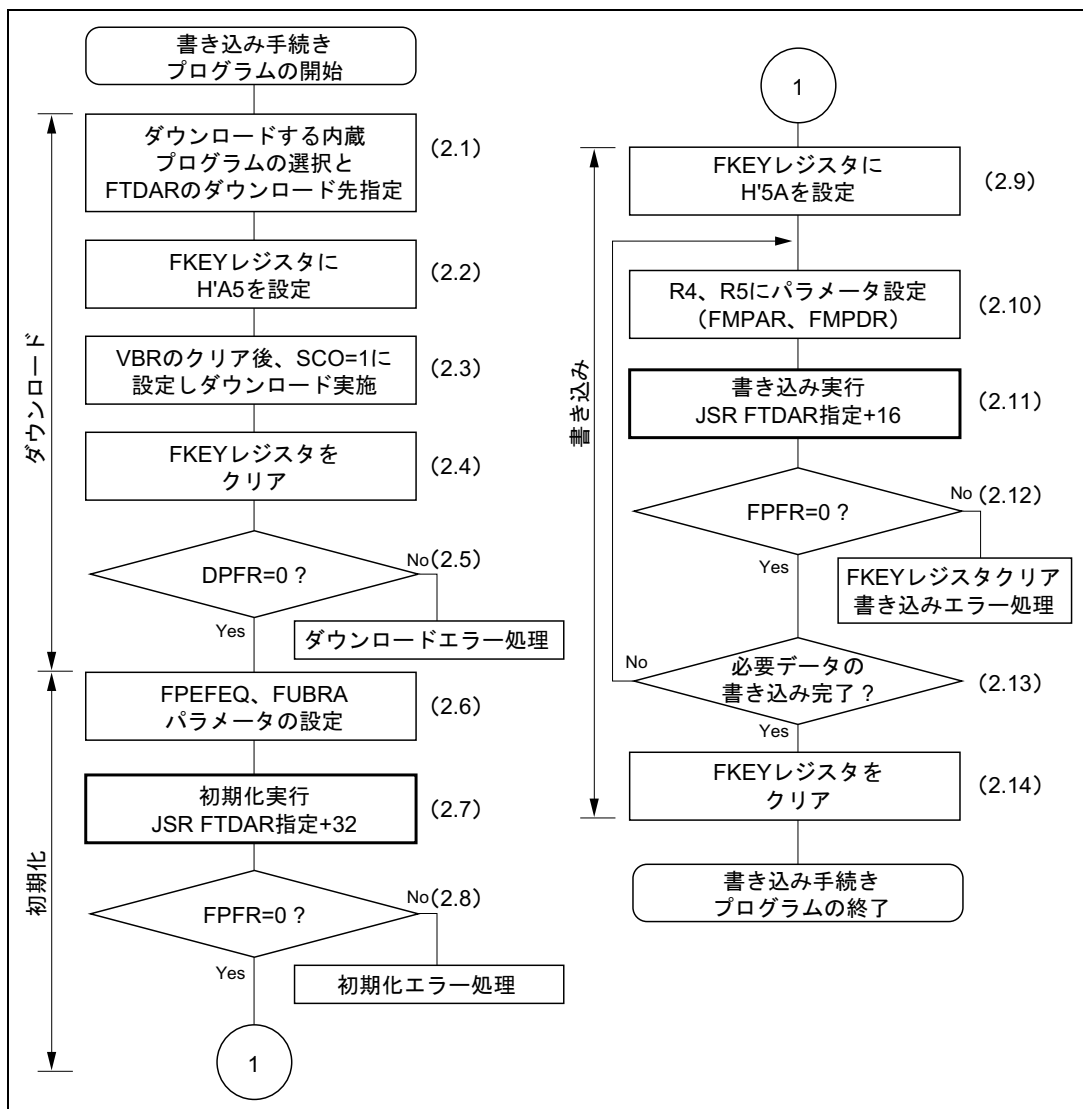 書き込み手続き
プログラムの開始
ダウンロード
ダウンロードする内蔵
プログラムの選択と
FTDARのダウンロード先指定
(2.1)
FKEYレジスタに
H'A5を設定
(2.2)
VBRのクリア後、SCO=1に
設定しダウンロード実施
(2.3)
FKEYレジスタを
クリア
(2.4)
DPFR=0 ?
No
(2.5)
Yes
ダウンロードエラー処理
初期化
FPEFEQ、FUBRA
パラメータの設定
(2.6)
初期化実行
JSR FTDAR指定+32
(2.7)
FPFR=0 ?
No
(2.8)
Yes
初期化エラー処理
1
1
書き込み
FKEYレジスタに
H'5Aを設定
(2.9)
R4、R5にパラメータ設定
（FMPAR、FMPDR）
(2.10)
書き込み実行
JSR FTDAR指定+16
(2.11)
FPFR=0 ?
No
(2.12)
Yes
FKEYレジスタクリア
書き込みエラー処理
No
必要データの
書き込み完了 ?
(2.13)
Yes
FKEYレジスタを
クリア
(2.14)
書き込み手続き
プログラムの終了